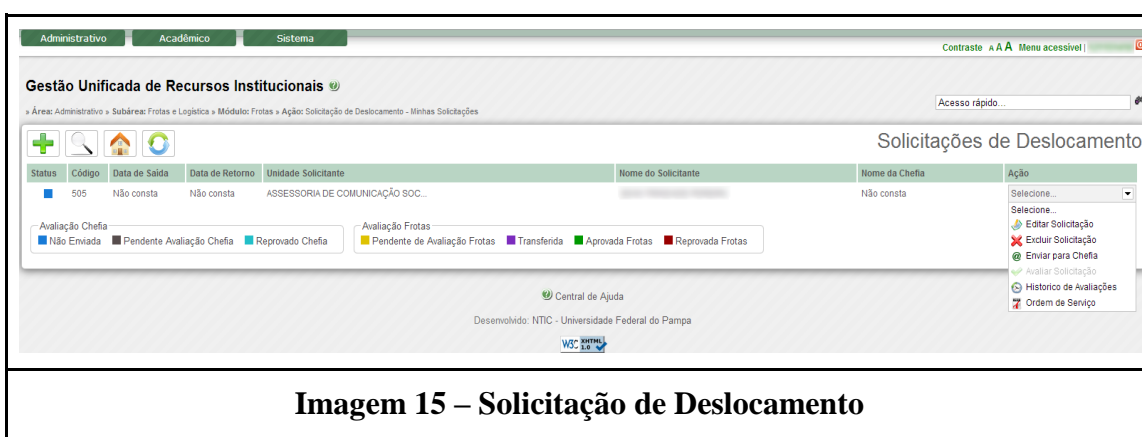 Administrativo Acadêmico Sistema
Contraste A A A Menu acessível |
Gestão Unificada de Recursos Institucionais
» Área: Administrativo » Subárea: Frotas e Logística » Módulo: Frotas » Ação: Solicitação de Deslocamento - Minhas Solicitações
Acesso rápido...
Solicitações de Deslocamento
Status Código Data de Saída Data de Retorno Unidade Solicitante Nome do Solicitante Nome da Chefia Ação
505 Não consta Não consta ASSESSORIA DE COMUNICAÇÃO SOC... Não consta Selecione...
Selecione...
Editar Solicitação
Excluir Solicitação
Enviar para Chefia
Avaliar Solicitação
Historico de Avaliações
Ordem de Serviço
Avaliação Chefia
Não Enviada Pendente Avaliação Chefia Reprovado Chefia
Avaliação Frotas
Pendente de Avaliação Frotas Transferida Aprovada Frotas Reprovada Frotas
Central de Ajuda
Desenvolvido: NTIC - Universidade Federal do Pampa
W3C XHTML 1.0
Imagem 15 – Solicitação de Deslocamento